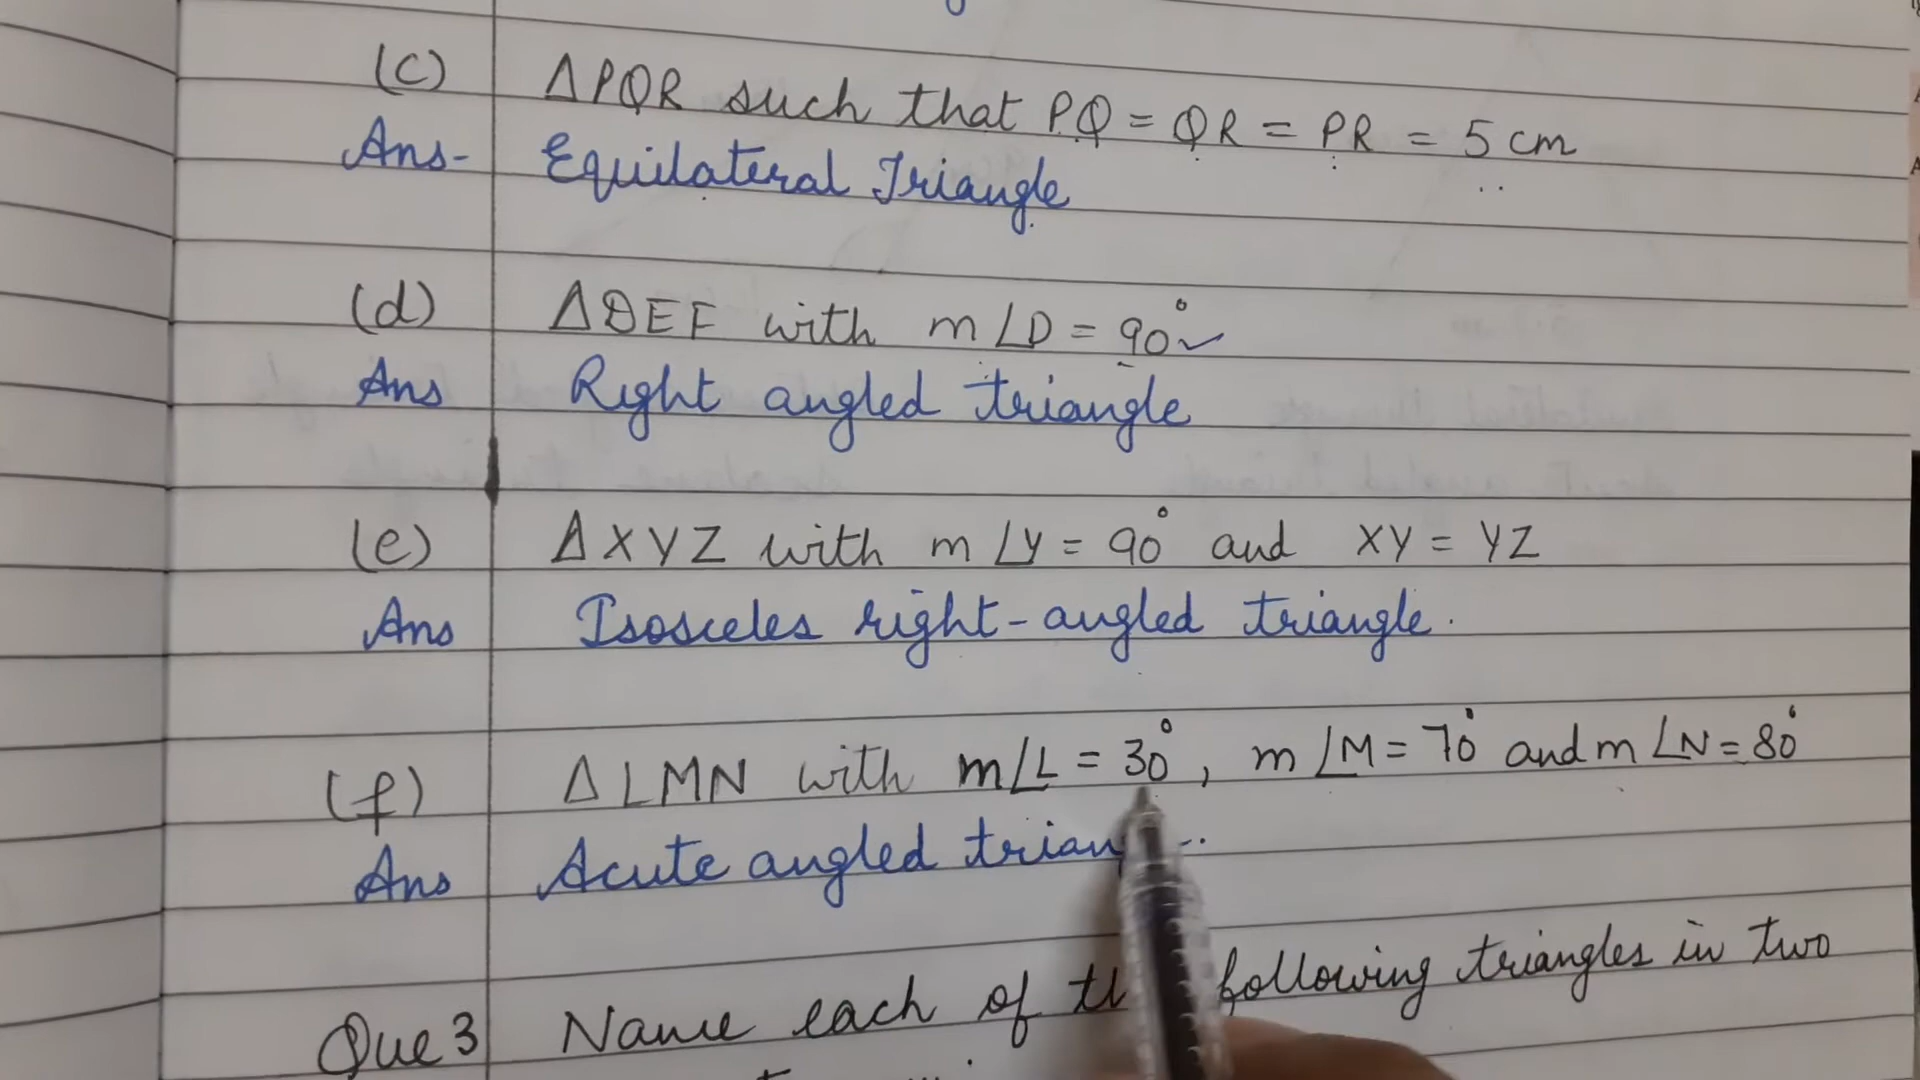 (c) ΔPQR such that PQ = QR = PR = 5 cm
Ans- Equilateral Triangle
(d) ΔDEF with m∠D = 90°
Ans Right angled triangle
(e) ΔXYZ with m∠Y = 90° and XY = YZ
Ans Isosceles right-angled triangle.
(f) ΔLMN with m∠L = 30°, m∠M = 70° and m∠N = 80°
Ans Acute angled
Que 3 Name each of following triangles in two